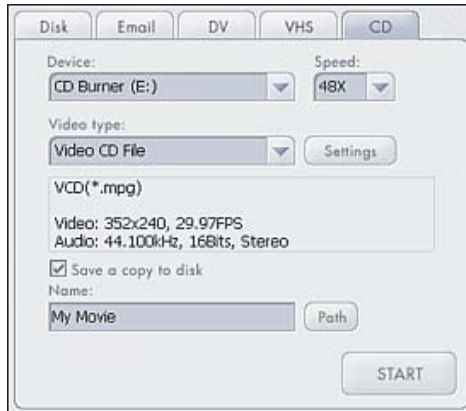 Disk Email DV VHS CD
Device: Speed:
CD Burner (E:) 48X
Video type:
Video CD File Settings
VCD(*.mpg)
Video: 352x240, 29.97FPS
Audio: 44.100kHz, 16Bits, Stereo
Save a copy to disk
Name:
My Movie Path
START